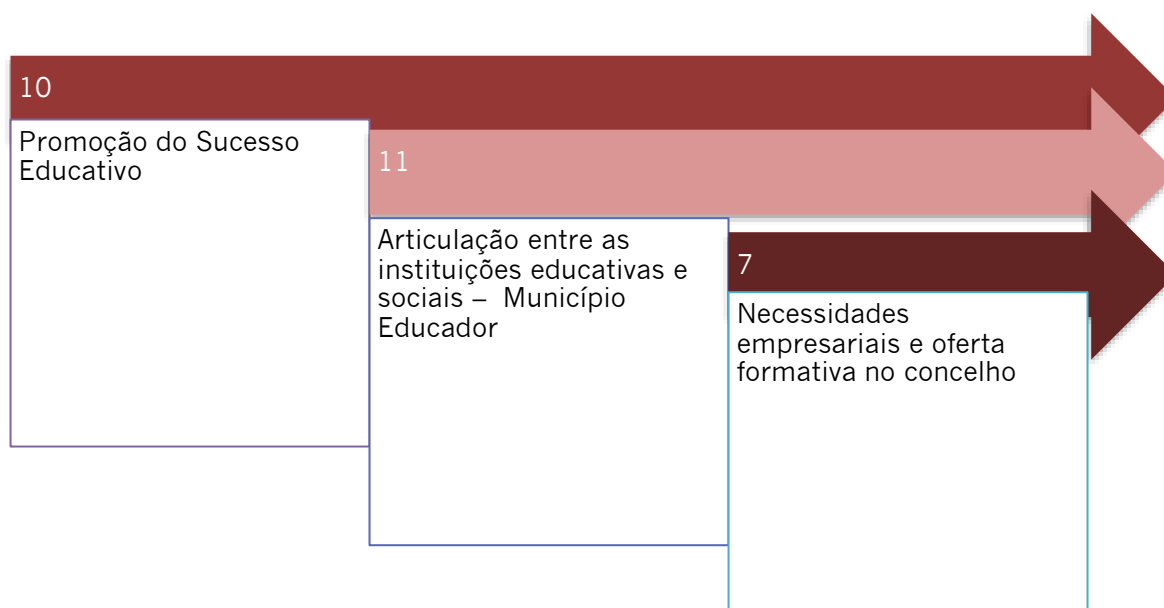 10
Promoção do Sucesso
Educativo
11
Articulação entre as
instituições educativas e
sociais – Município
Educador
7
Necessidades
empresariais e oferta
formativa no concelho